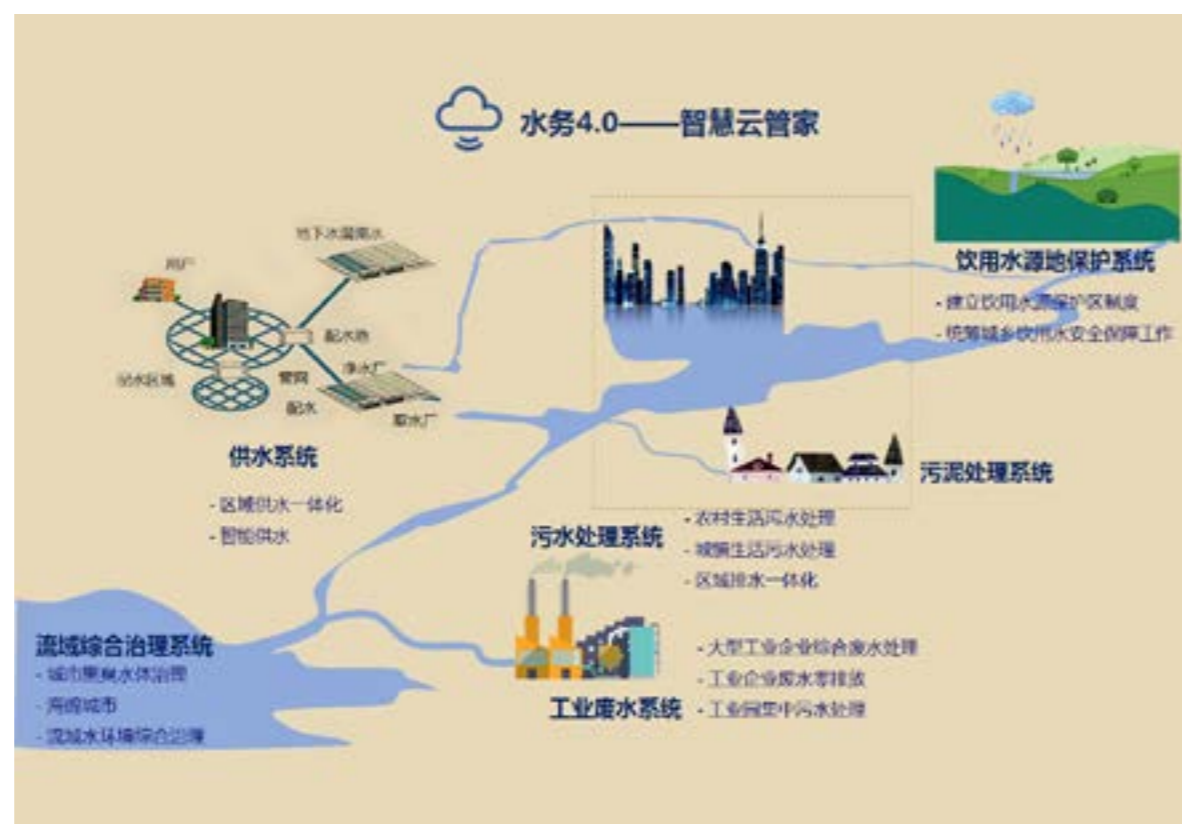 水务4.0——智慧云管家
饮用水源地保护系统
- 建立饮用水源保护区制度
- 统筹城乡饮用水安全保障工作
用户
配水池
净水厂
配水区域
管网
配水
取水厂
供水系统
- 区域供水一体化
- 智能供水
污泥处理系统
污水处理系统
- 农村生活污水处理
- 城镇生活污水处理
- 区域排水一体化
流域综合治理系统
- 城市黑臭水体治理
- 海绵城市
- 流域水环境综合治理
- 大型工业企业综合废水处理
- 工业企业废水零排放
- 工业园集中污水处理
工业废水系统